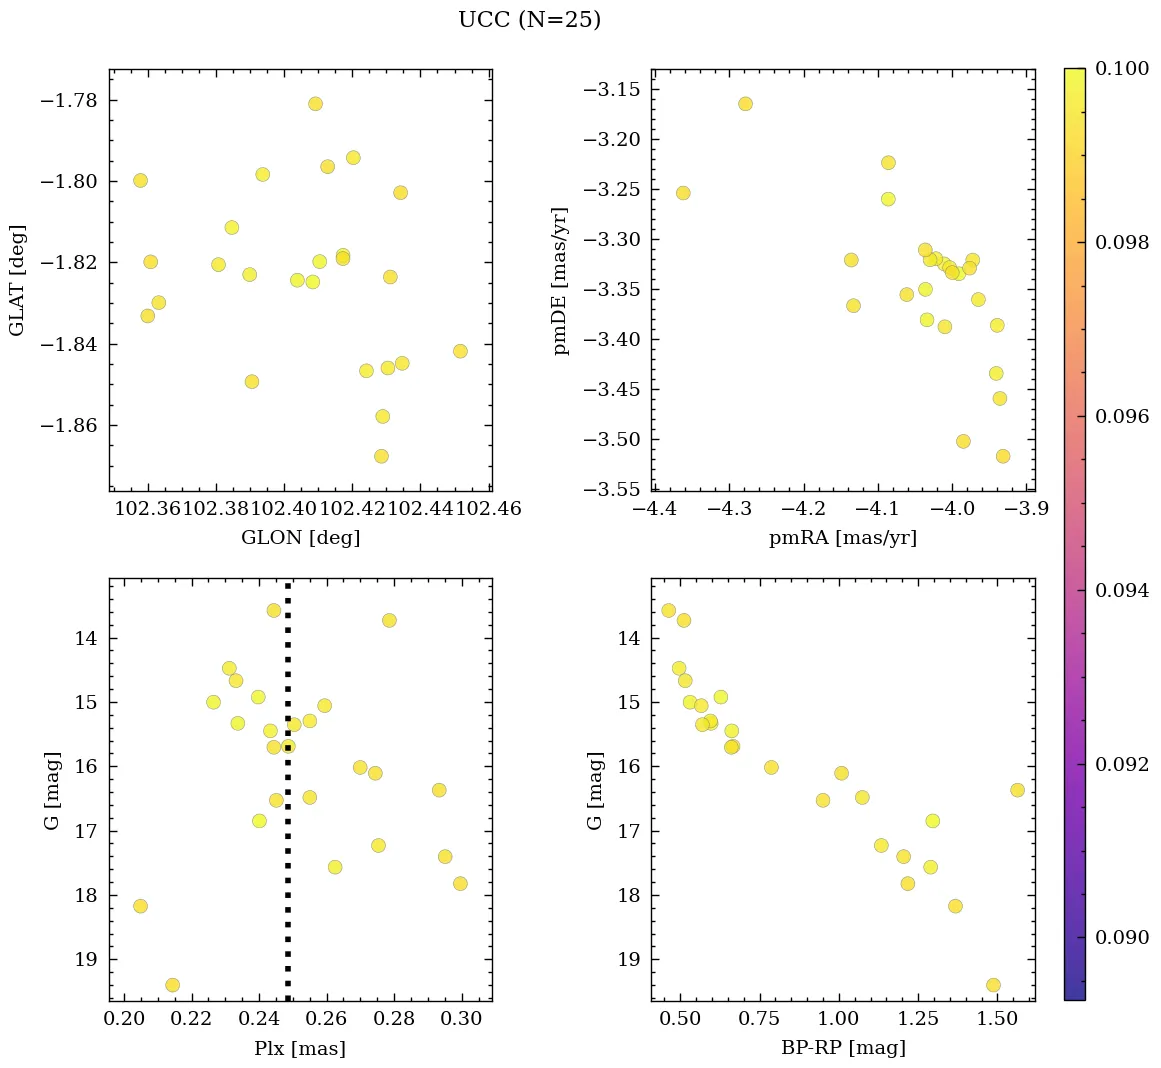 UCC (N=25)
−1.78
−1.80
−1.82
−1.84
−1.86
GLAT [deg]
102.36 102.38 102.40 102.42 102.44 102.46
GLON [deg]
−3.15
−3.20
−3.25
−3.30
−3.35
−3.40
−3.45
−3.50
−3.55
pmDE [mas/yr]
−4.4 −4.3 −4.2 −4.1 −4.0 −3.9
pmRA [mas/yr]
14
15
16
17
18
19
G [mag]
0.20 0.22 0.24 0.26 0.28 0.30
Plx [mas]
14
15
16
17
18
19
G [mag]
0.50 0.75 1.00 1.25 1.50
BP-RP [mag]
0.100
0.098
0.096
0.094
0.092
0.090